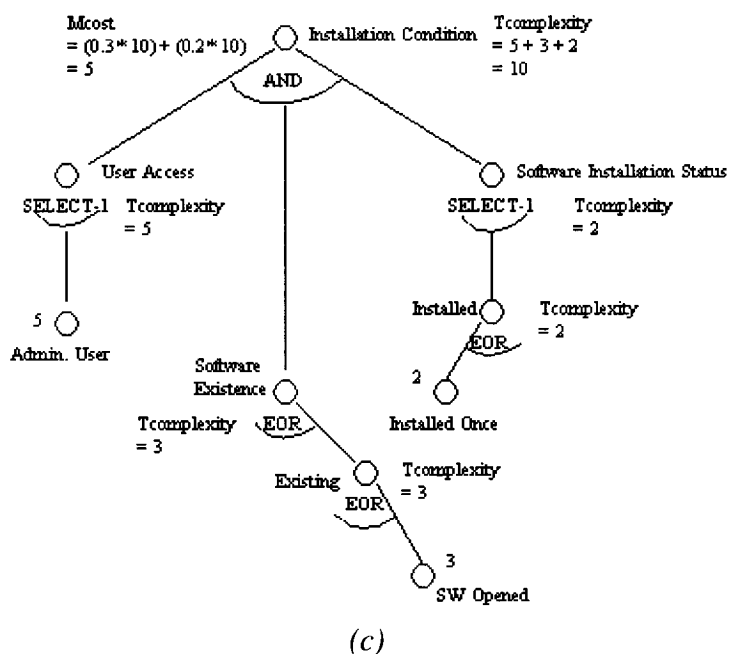 Mcost
= (0.3* 10) + (0.2* 10)
= 5
Installation Condition
Tcomplexity
= 5 + 3 + 2
= 10
AND
User Access
SELECT-1
Tcomplexity
= 5
Software Installation Status
SELECT-1
Tcomplexity
= 2
5
Admin. User
Installed
Tcomplexity
= 2
EOR
2
Installed Once
Software
Existence
Tcomplexity
= 3
EOR
Existing
Tcomplexity
= 3
EOR
3
SW Opened
(c)